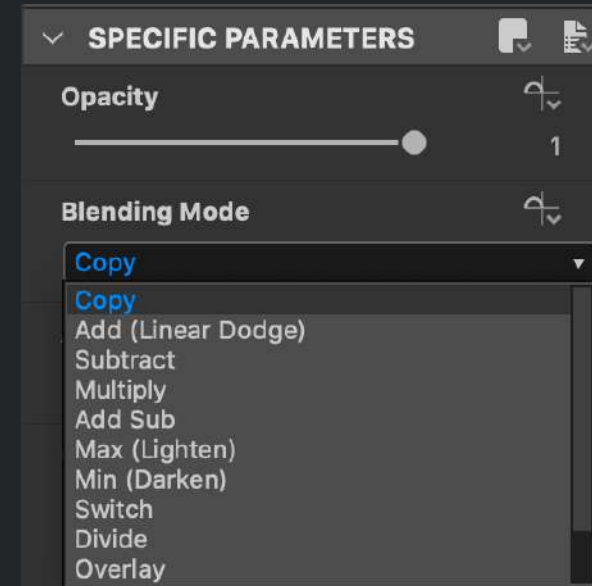 SPECIFIC PARAMETERS
Opacity
1
Blending Mode
Copy
Copy
Add (Linear Dodge)
Subtract
Multiply
Add Sub
Max (Lighten)
Min (Darken)
Switch
Divide
Overlay